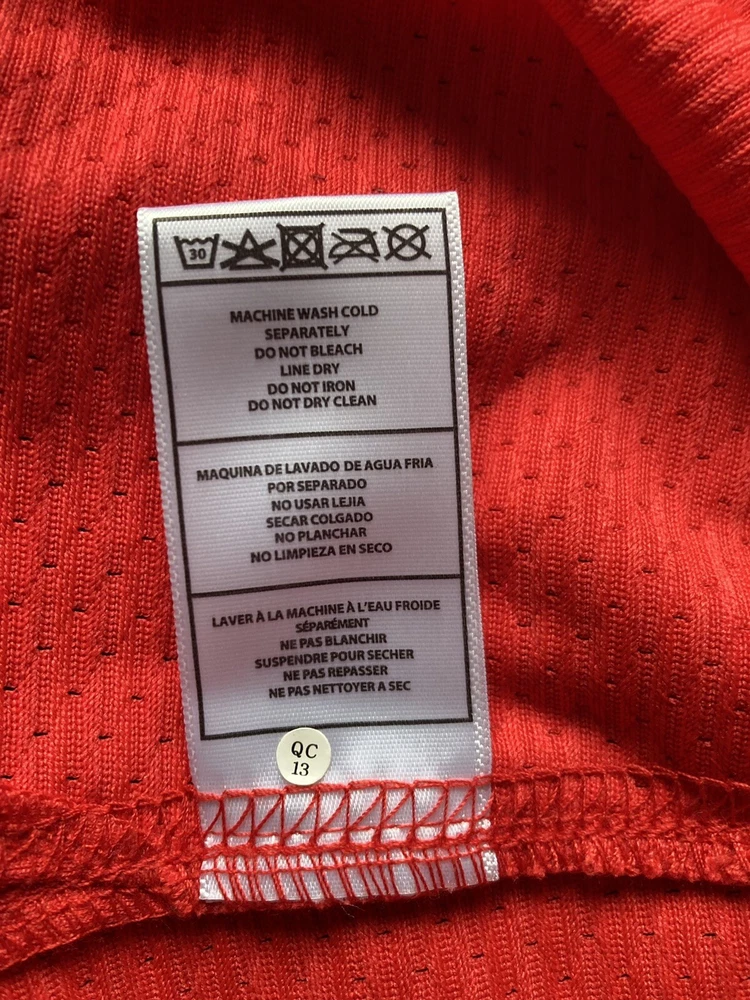 30
MACHINE WASH COLD
SEPARATELY
DO NOT BLEACH
LINE DRY
DO NOT IRON
DO NOT DRY CLEAN
MAQUINA DE LAVADO DE AGUA FRIA
POR SEPARADO
NO USAR LEJIA
SECAR COLGADO
NO PLANCHAR
NO LIMPIEZA EN SECO
LAVER À LA MACHINE À L'EAU FROIDE
SÉPARÉMENT
NE PAS BLANCHIR
SUSPENDRE POUR SECHER
NE PAS REPASSER
NE PAS NETTOYER A SEC
QC
13